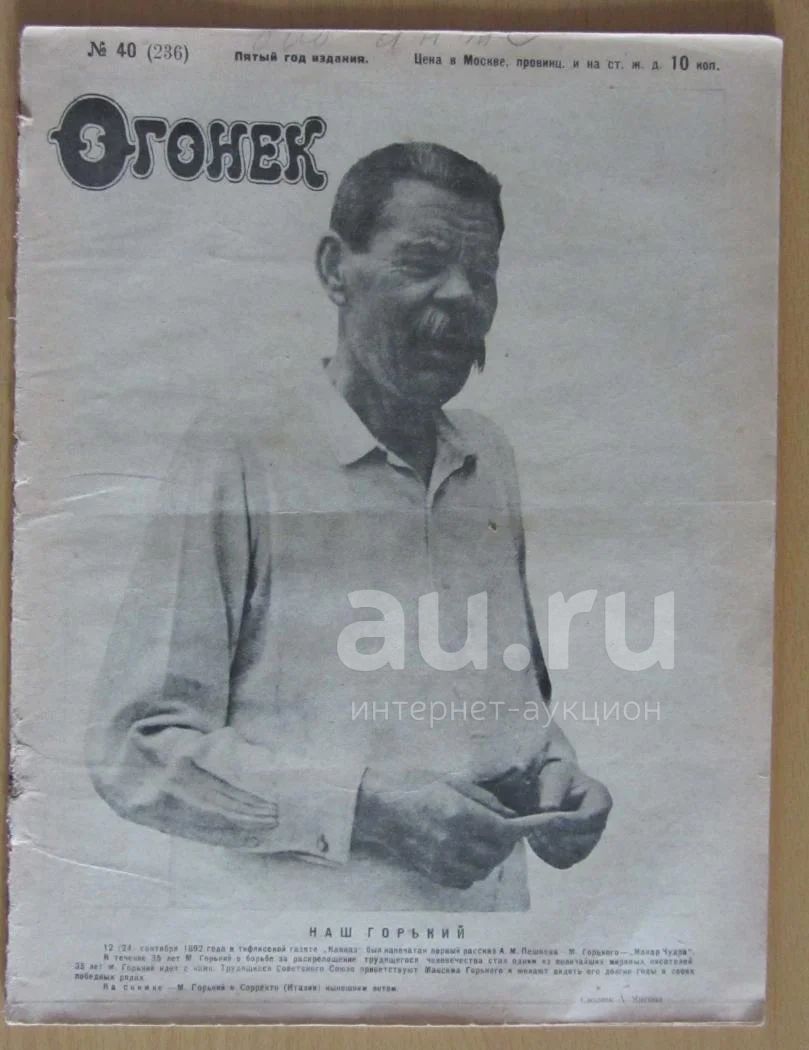 № 40 (236)
Пятый год издания.
Цена в Москве, провинц. и на ст. ж. д. 10 коп.
Огонек
au.ru
интернет-аукцион
НАШ ГОРЬКИЙ
12 (24) сентября 1892 года в тифлисской газете „Кавказ“ был напечатан первый рассказ А. М. Пешкова М. Горького—„Макар Чудра“.
В течение 35 лет М. Горький в борьбе за раскрепощение трудящегося человечества стал одним из величайших мировых писателей
35 лет М. Горький идет с нами. Трудящиеся Советского Союза приветствуют Максима Горького и желают видеть его долгие годы в своих
победных рядах.
На снимке — М. Горький в Сорренто (Италия) нынешним летом.